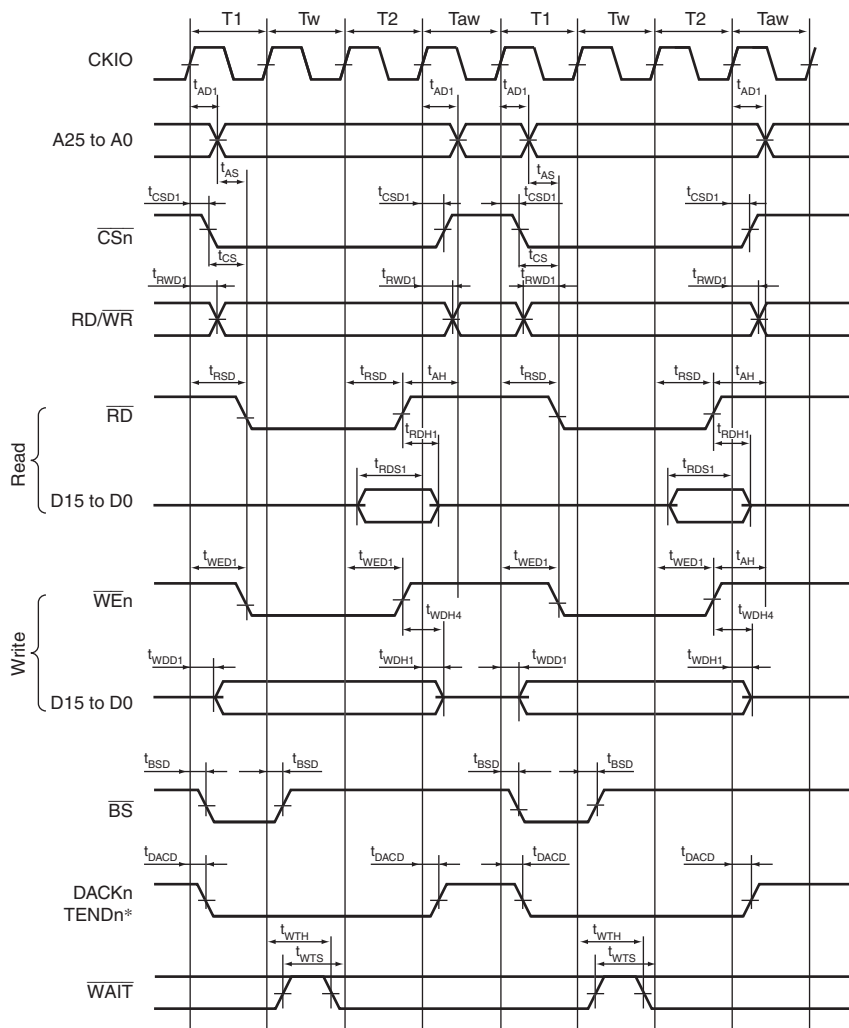 T1 Tw T2 Taw T1 Tw T2 Taw
CKIO
tAD1 tAD1 tAD1 tAD1
A25 to A0
tAS tAS
tCSD1 tCSD1 tCSD1 tCSD1
CSn
tCS tCS
tRWD1 tRWD1 tRWD1 tRWD1
RD/WR
tRSD tRSD tAH tRSD tRSD tAH
RD
tRDH1 tRDH1
Read
tRDS1 tRDS1
D15 to D0
tWED1 tWED1 tAH tWED1 tWED1 tAH
WEn
tWDH4 tWDH4
Write
tWDD1 tWDH1 tWDD1 tWDH1
D15 to D0
tBSD tBSD tBSD tBSD
BS
tDACD tDACD tDACD tDACD
DACKn
TENDn*
tWTH tWTH
tWTS tWTS
WAIT